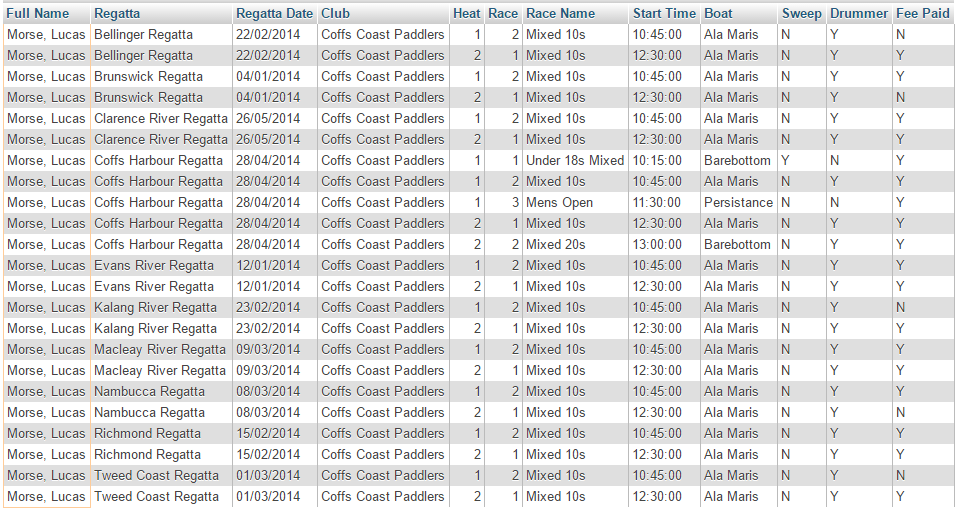 Full Name Regatta Regatta Date Club Heat Race Race Name Start Time Boat Sweep Drummer Fee Paid
Morse, Lucas Bellinger Regatta 22/02/2014 Coffs Coast Paddlers 1 2 Mixed 10s 10:45:00 Ala Maris N Y N
Morse, Lucas Bellinger Regatta 22/02/2014 Coffs Coast Paddlers 2 1 Mixed 10s 12:30:00 Ala Maris N Y Y
Morse, Lucas Brunswick Regatta 04/01/2014 Coffs Coast Paddlers 1 2 Mixed 10s 10:45:00 Ala Maris N Y Y
Morse, Lucas Brunswick Regatta 04/01/2014 Coffs Coast Paddlers 2 1 Mixed 10s 12:30:00 Ala Maris N Y N
Morse, Lucas Clarence River Regatta 26/05/2014 Coffs Coast Paddlers 1 2 Mixed 10s 10:45:00 Ala Maris N Y Y
Morse, Lucas Clarence River Regatta 26/05/2014 Coffs Coast Paddlers 2 1 Mixed 10s 12:30:00 Ala Maris N Y Y
Morse, Lucas Coffs Harbour Regatta 28/04/2014 Coffs Coast Paddlers 1 1 Under 18s Mixed 10:15:00 Barebottom Y N Y
Morse, Lucas Coffs Harbour Regatta 28/04/2014 Coffs Coast Paddlers 1 2 Mixed 10s 10:45:00 Ala Maris N Y Y
Morse, Lucas Coffs Harbour Regatta 28/04/2014 Coffs Coast Paddlers 1 3 Mens Open 11:30:00 Persistance N N Y
Morse, Lucas Coffs Harbour Regatta 28/04/2014 Coffs Coast Paddlers 2 1 Mixed 10s 12:30:00 Ala Maris N Y Y
Morse, Lucas Coffs Harbour Regatta 28/04/2014 Coffs Coast Paddlers 2 2 Mixed 20s 13:00:00 Barebottom N Y Y
Morse, Lucas Evans River Regatta 12/01/2014 Coffs Coast Paddlers 1 2 Mixed 10s 10:45:00 Ala Maris N Y Y
Morse, Lucas Evans River Regatta 12/01/2014 Coffs Coast Paddlers 2 1 Mixed 10s 12:30:00 Ala Maris N Y Y
Morse, Lucas Kalang River Regatta 23/02/2014 Coffs Coast Paddlers 1 2 Mixed 10s 10:45:00 Ala Maris N Y N
Morse, Lucas Kalang River Regatta 23/02/2014 Coffs Coast Paddlers 2 1 Mixed 10s 12:30:00 Ala Maris N Y Y
Morse, Lucas Macleay River Regatta 09/03/2014 Coffs Coast Paddlers 1 2 Mixed 10s 10:45:00 Ala Maris N Y Y
Morse, Lucas Macleay River Regatta 09/03/2014 Coffs Coast Paddlers 2 1 Mixed 10s 12:30:00 Ala Maris N Y Y
Morse, Lucas Nambucca Regatta 08/03/2014 Coffs Coast Paddlers 1 2 Mixed 10s 10:45:00 Ala Maris N Y Y
Morse, Lucas Nambucca Regatta 08/03/2014 Coffs Coast Paddlers 2 1 Mixed 10s 12:30:00 Ala Maris N Y N
Morse, Lucas Richmond Regatta 15/02/2014 Coffs Coast Paddlers 1 2 Mixed 10s 10:45:00 Ala Maris N Y Y
Morse, Lucas Richmond Regatta 15/02/2014 Coffs Coast Paddlers 2 1 Mixed 10s 12:30:00 Ala Maris N Y Y
Morse, Lucas Tweed Coast Regatta 01/03/2014 Coffs Coast Paddlers 1 2 Mixed 10s 10:45:00 Ala Maris N Y N
Morse, Lucas Tweed Coast Regatta 01/03/2014 Coffs Coast Paddlers 2 1 Mixed 10s 12:30:00 Ala Maris N Y Y